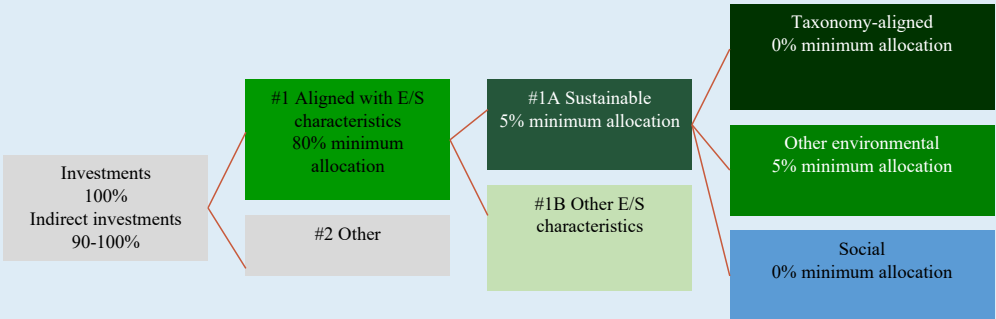 Investments
100%
Indirect investments
90-100%
#1 Aligned with E/S
characteristics
80% minimum
allocation
#2 Other
#1A Sustainable
5% minimum allocation
#1B Other E/S
characteristics
Taxonomy-aligned
0% minimum allocation
Other environmental
5% minimum allocation
Social
0% minimum allocation